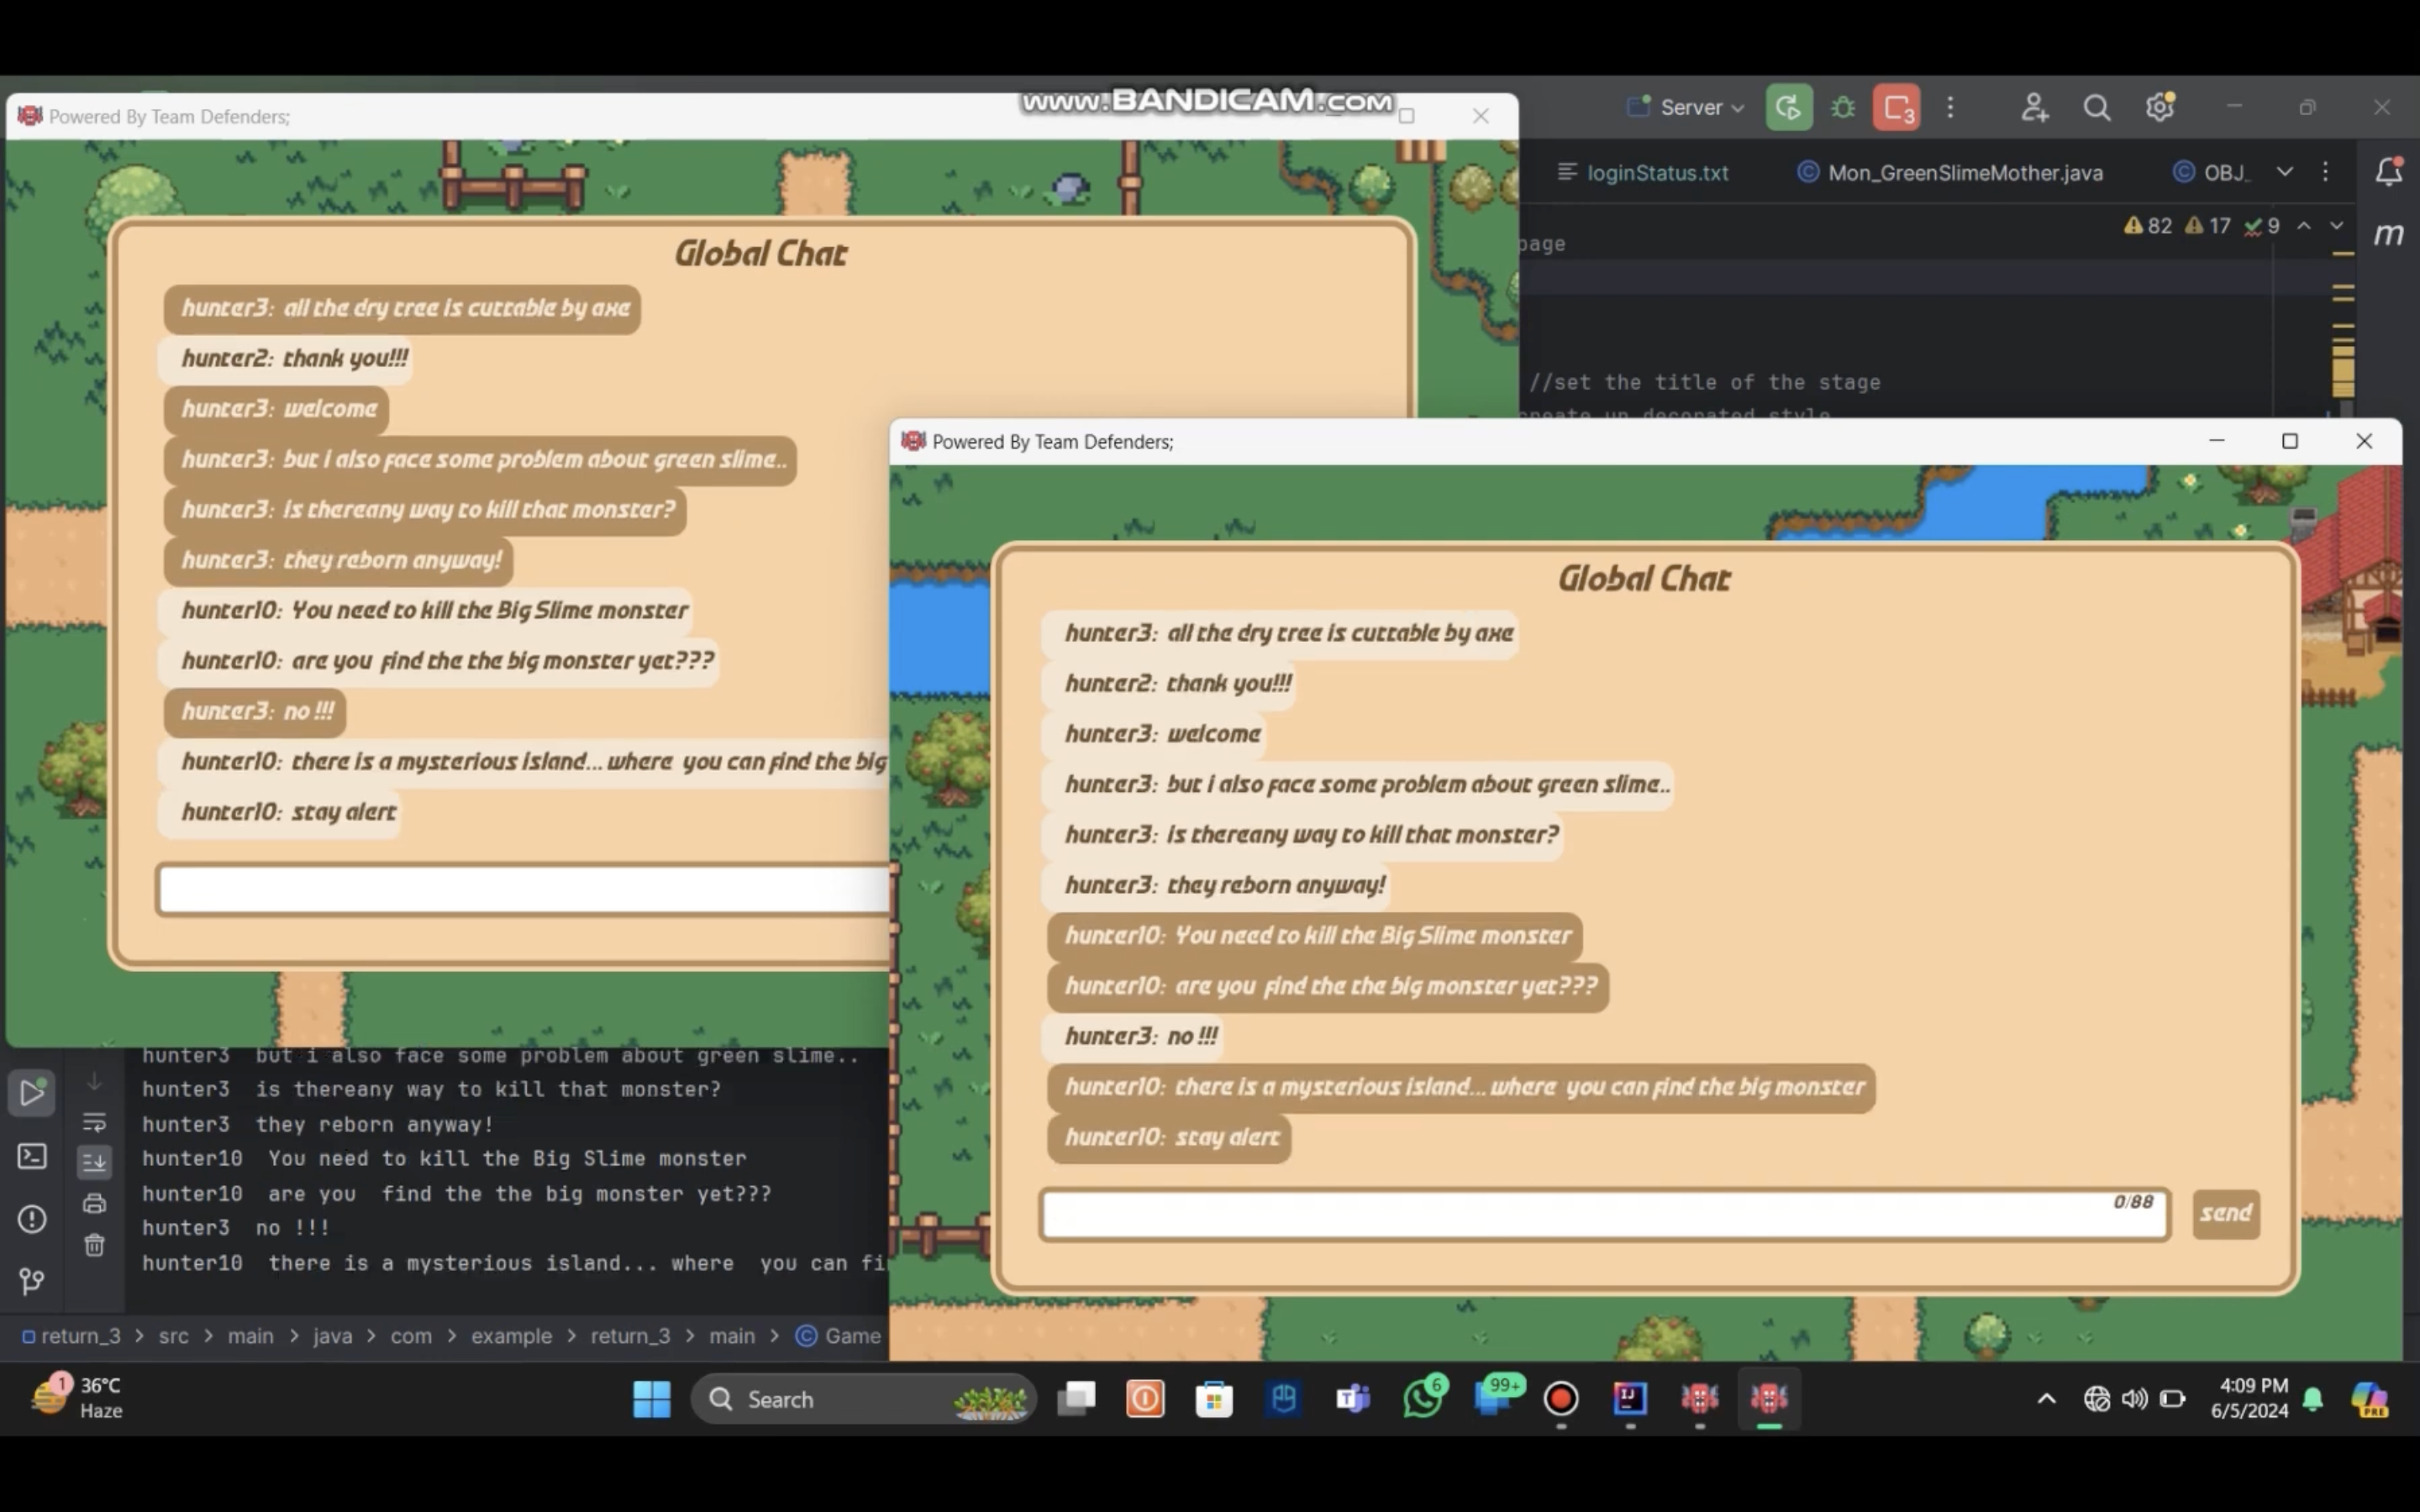 www.BANDICAM.com
Powered By Team Defenders;
Server
3
loginStatus.txt
Mon_GreenSlimeMother.java
OBJ_
82 17 9
page
//set the title of the stage
Global Chat
hunter3: all the dry tree is cuttable by axe
hunter2: thank you!!!
hunter3: welcome
hunter3: but i also face some problem about green slime..
hunter3: is thereany way to kill that monster?
hunter3: they reborn anyway!
hunter10: You need to kill the Big Slime monster
hunter10: are you find the the big monster yet???
hunter3: no !!!
hunter10: there is a mysterious island... where you can find the big
hunter10: stay alert
Powered By Team Defenders;
Global Chat
hunter3: all the dry tree is cuttable by axe
hunter2: thank you!!!
hunter3: welcome
hunter3: but i also face some problem about green slime..
hunter3: is thereany way to kill that monster?
hunter3: they reborn anyway!
hunter10: You need to kill the Big Slime monster
hunter10: are you find the the big monster yet???
hunter3: no !!!
hunter10: there is a mysterious island... where you can find the big monster
hunter10: stay alert
0/88
send
hunter3 but i also face some problem about green slime..
hunter3 is thereany way to kill that monster?
hunter3 they reborn anyway!
hunter10 You need to kill the Big Slime monster
hunter10 are you find the the big monster yet???
hunter3 no !!!
hunter10 there is a mysterious island... where you can fi
return_3 > src > main > java > com > example > return_3 > main > Game
1
36°C
Haze
Search
6
99+
4:09 PM
6/5/2024
PRE